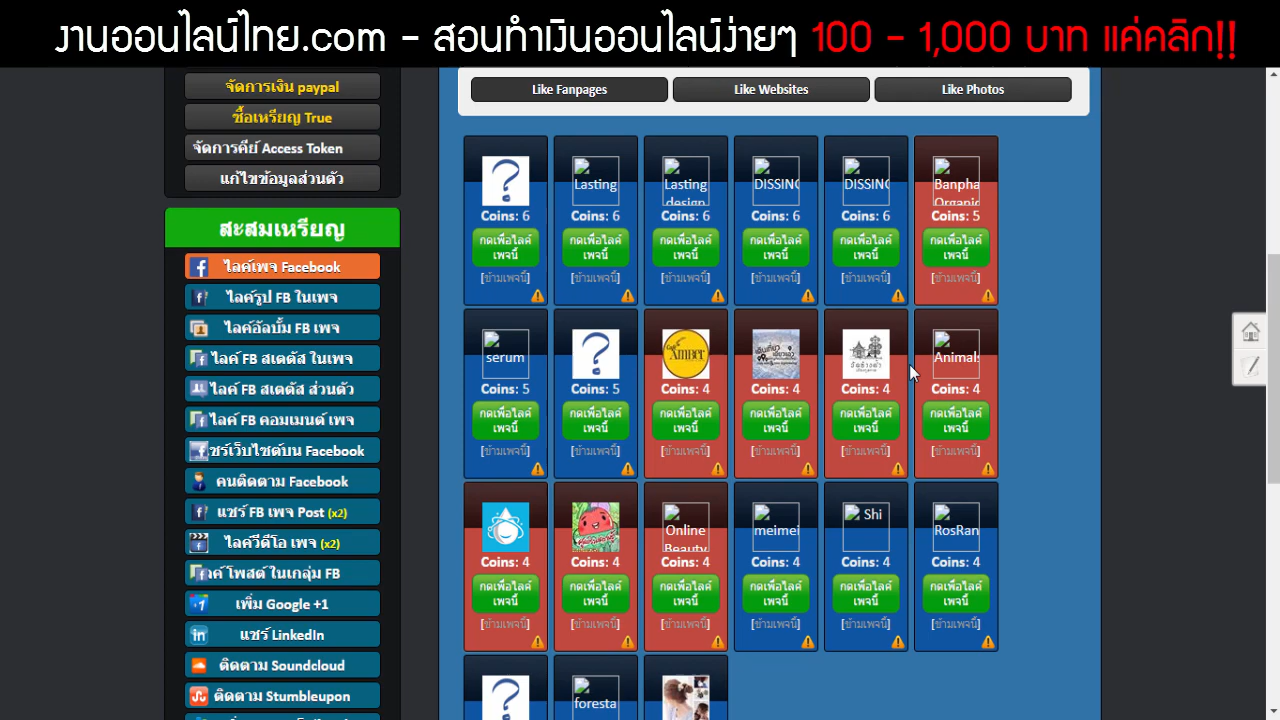 งานออนไลน์ไทย.com - สอนทำเงินออนไลน์ง่ายๆ 100 - 1,000 บาท แค่คลิก!!
จัดการเงิน paypal
ซื้อเหรียญ True
จัดการคีย์ Access Token
แก้ไขข้อมูลส่วนตัว
สะสมเหรียญ
ไลค์เพจ Facebook
ไลค์รูป FB ในเพจ
ไลค์อัลบั้ม FB เพจ
ไลค์ FB สเตตัส ในเพจ
ไลค์ FB สเตตัส ส่วนตัว
ไลค์ FB คอมเมนต์ เพจ
ชร์เว็บไซต์บน Facebook
คนติดตาม Facebook
แชร์ FB เพจ Post (x2)
ไลค์วีดีโอ เพจ (x2)
ค์ โพสต์ ในเกลุ่ม FB
เพิ่ม Google +1
แชร์ LinkedIn
ติดตาม Soundcloud
ติดตาม Stumbleupon
Like Fanpages Like Websites Like Photos
Lasting Lasting design DISSING DISSING Banpha Organic
Coins: 6 Coins: 6 Coins: 6 Coins: 6 Coins: 6 Coins: 5
กดเพื่อไลค์ กดเพื่อไลค์ กดเพื่อไลค์ กดเพื่อไลค์ กดเพื่อไลค์ กดเพื่อไลค์
เพจนี้ เพจนี้ เพจนี้ เพจนี้ เพจนี้ เพจนี้
[ข้ามเพจนี้] [ข้ามเพจนี้] [ข้ามเพจนี้] [ข้ามเพจนี้] [ข้ามเพจนี้] [ข้ามเพจนี้]
serum AMBER Animals
Coins: 5 Coins: 5 Coins: 4 Coins: 4 Coins: 4 Coins: 4
กดเพื่อไลค์ กดเพื่อไลค์ กดเพื่อไลค์ กดเพื่อไลค์ กดเพื่อไลค์ กดเพื่อไลค์
เพจนี้ เพจนี้ เพจนี้ เพจนี้ เพจนี้ เพจนี้
[ข้ามเพจนี้] [ข้ามเพจนี้] [ข้ามเพจนี้] [ข้ามเพจนี้] [ข้ามเพจนี้] [ข้ามเพจนี้]
Online Beauty meimei Shi RosRan
Coins: 4 Coins: 4 Coins: 4 Coins: 4 Coins: 4 Coins: 4
กดเพื่อไลค์ กดเพื่อไลค์ กดเพื่อไลค์ กดเพื่อไลค์ กดเพื่อไลค์ กดเพื่อไลค์
เพจนี้ เพจนี้ เพจนี้ เพจนี้ เพจนี้ เพจนี้
[ข้ามเพจนี้] [ข้ามเพจนี้] [ข้ามเพจนี้] [ข้ามเพจนี้] [ข้ามเพจนี้] [ข้ามเพจนี้]
foresta